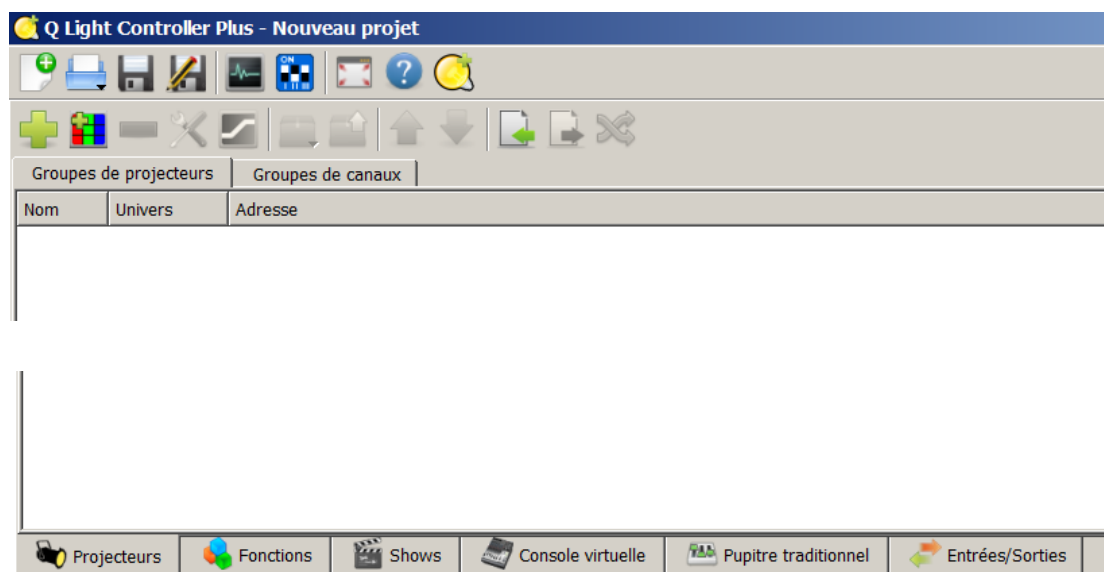 Q Light Controller Plus - Nouveau projet
ON
Groupes de projecteurs Groupes de canaux
Nom Univers Adresse
Projecteurs Fonctions Shows Console virtuelle Pupitre traditionnel Entrées/Sorties